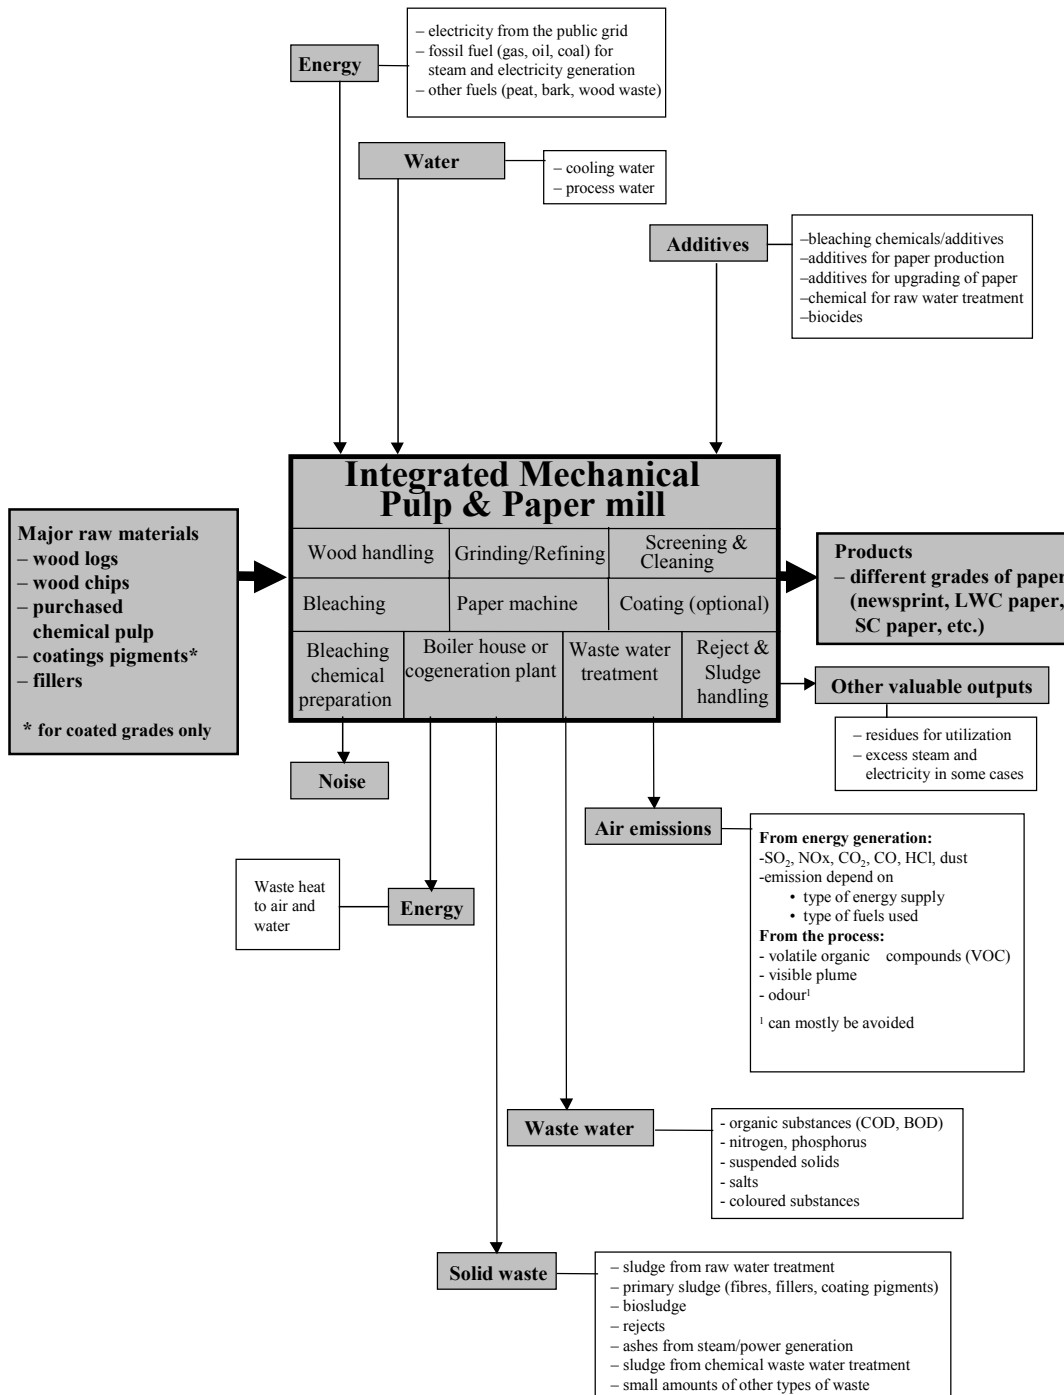 Energy
– electricity from the public grid
– fossil fuel (gas, oil, coal) for
steam and electricity generation
– other fuels (peat, bark, wood waste)
Water
– cooling water
– process water
Additives
–bleaching chemicals/additives
–additives for paper production
–additives for upgrading of paper
–chemical for raw water treatment
–biocides
Integrated Mechanical
Pulp & Paper mill
Wood handling
Grinding/Refining
Screening &
Cleaning
Bleaching
Paper machine
Coating (optional)
Bleaching
chemical
preparation
Boiler house or
cogeneration plant
Waste water
treatment
Reject &
Sludge
handling
Major raw materials
– wood logs
– wood chips
– purchased
chemical pulp
– coatings pigments*
– fillers
* for coated grades only
Products
– different grades of paper
(newsprint, LWC paper,
SC paper, etc.)
Other valuable outputs
– residues for utilization
– excess steam and
electricity in some cases
Noise
Air emissions
From energy generation:
-SO₂, NOx, CO₂, CO, HCl, dust
-emission depend on
• type of energy supply
• type of fuels used
From the process:
- volatile organic compounds (VOC)
- visible plume
- odour¹
¹ can mostly be avoided
Waste heat
to air and
water
Energy
Waste water
- organic substances (COD, BOD)
- nitrogen, phosphorus
- suspended solids
- salts
- coloured substances
Solid waste
– sludge from raw water treatment
– primary sludge (fibres, fillers, coating pigments)
– biosludge
– rejects
– ashes from steam/power generation
– sludge from chemical waste water treatment
– small amounts of other types of waste